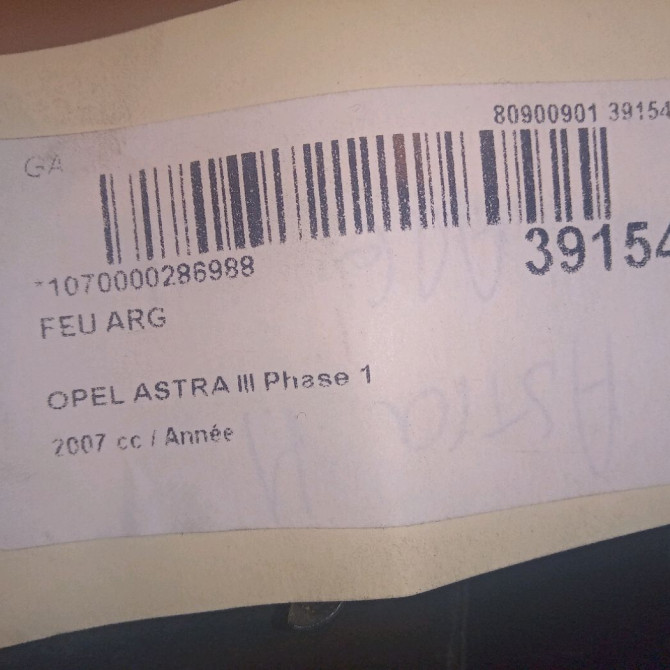 80900901 39154
GA
39154
*1070000286988
FEU ARG
OPEL ASTRA III Phase 1
2007 cc / Année